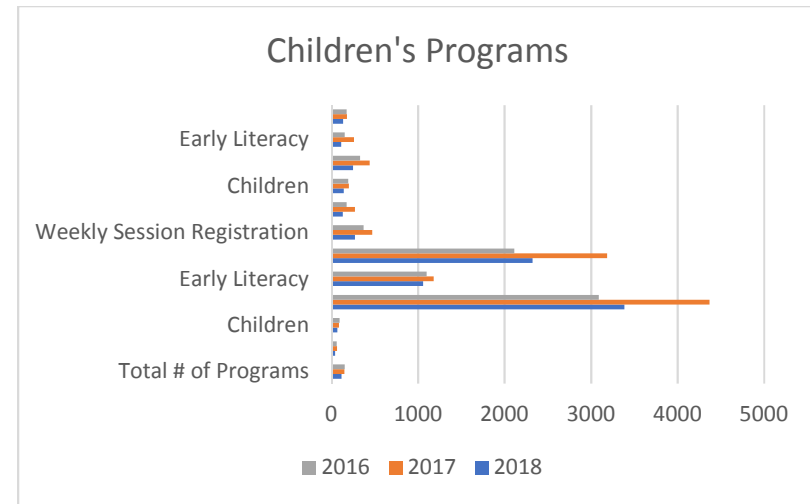 Children's Programs
Early Literacy
Children
Weekly Session Registration
Early Literacy
Children
Total # of Programs
0 1000 2000 3000 4000 5000
2016 2017 2018